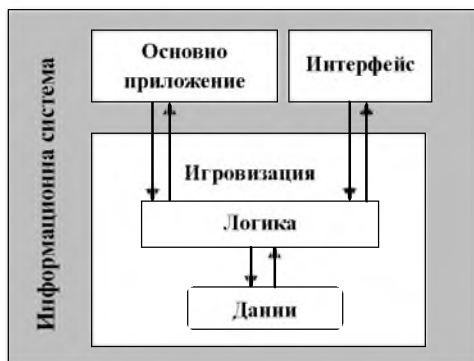 Информационна система
Основно
приложение
Интерфейс
Игровизация
Логика
Данни